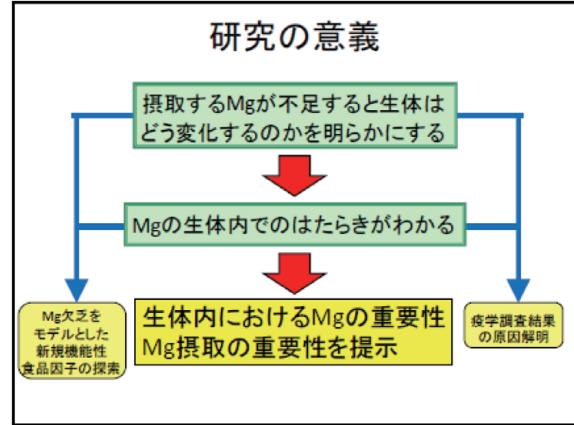 研究の意義
摂取するMgが不足すると生体は
どう変化するのかを明らかにする
Mgの生体内でのはたらきがわかる
Mg欠乏を
モデルとした
新規機能性
食品因子の探索
生体内におけるMgの重要性
Mg摂取の重要性を提示
疫学調査結果
の原因解明